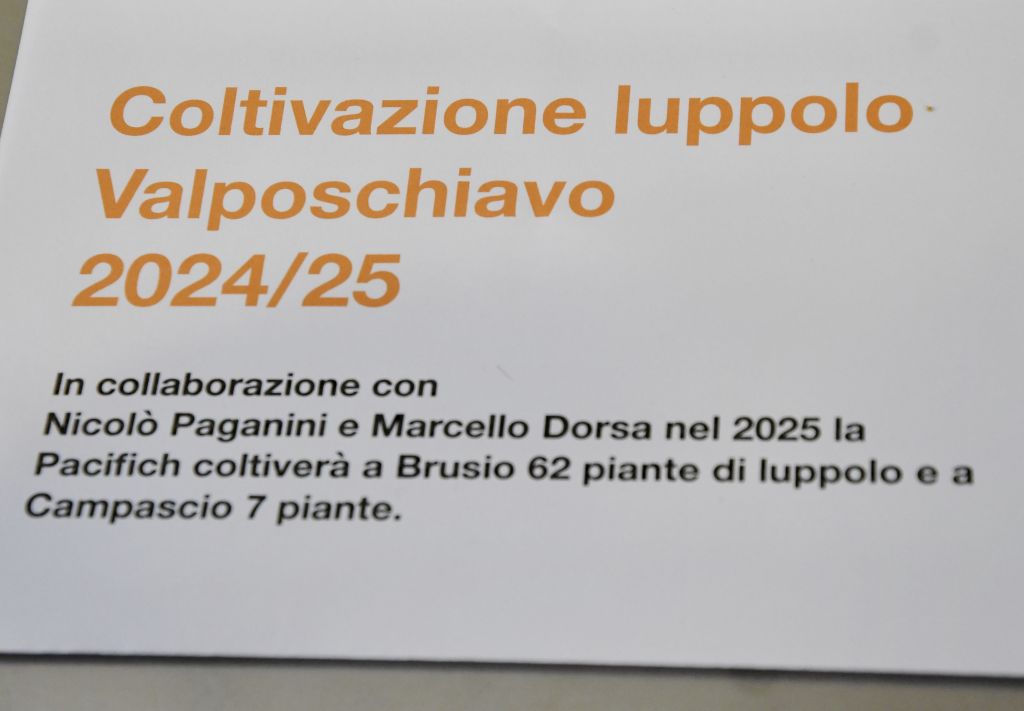 Coltivazione luppolo
Valposchiavo
2024/25
In collaborazione con
Nicolò Paganini e Marcello Dorsa nel 2025 la
Pacifich coltiverà a Brusio 62 piante di luppolo e a
Campascio 7 piante.